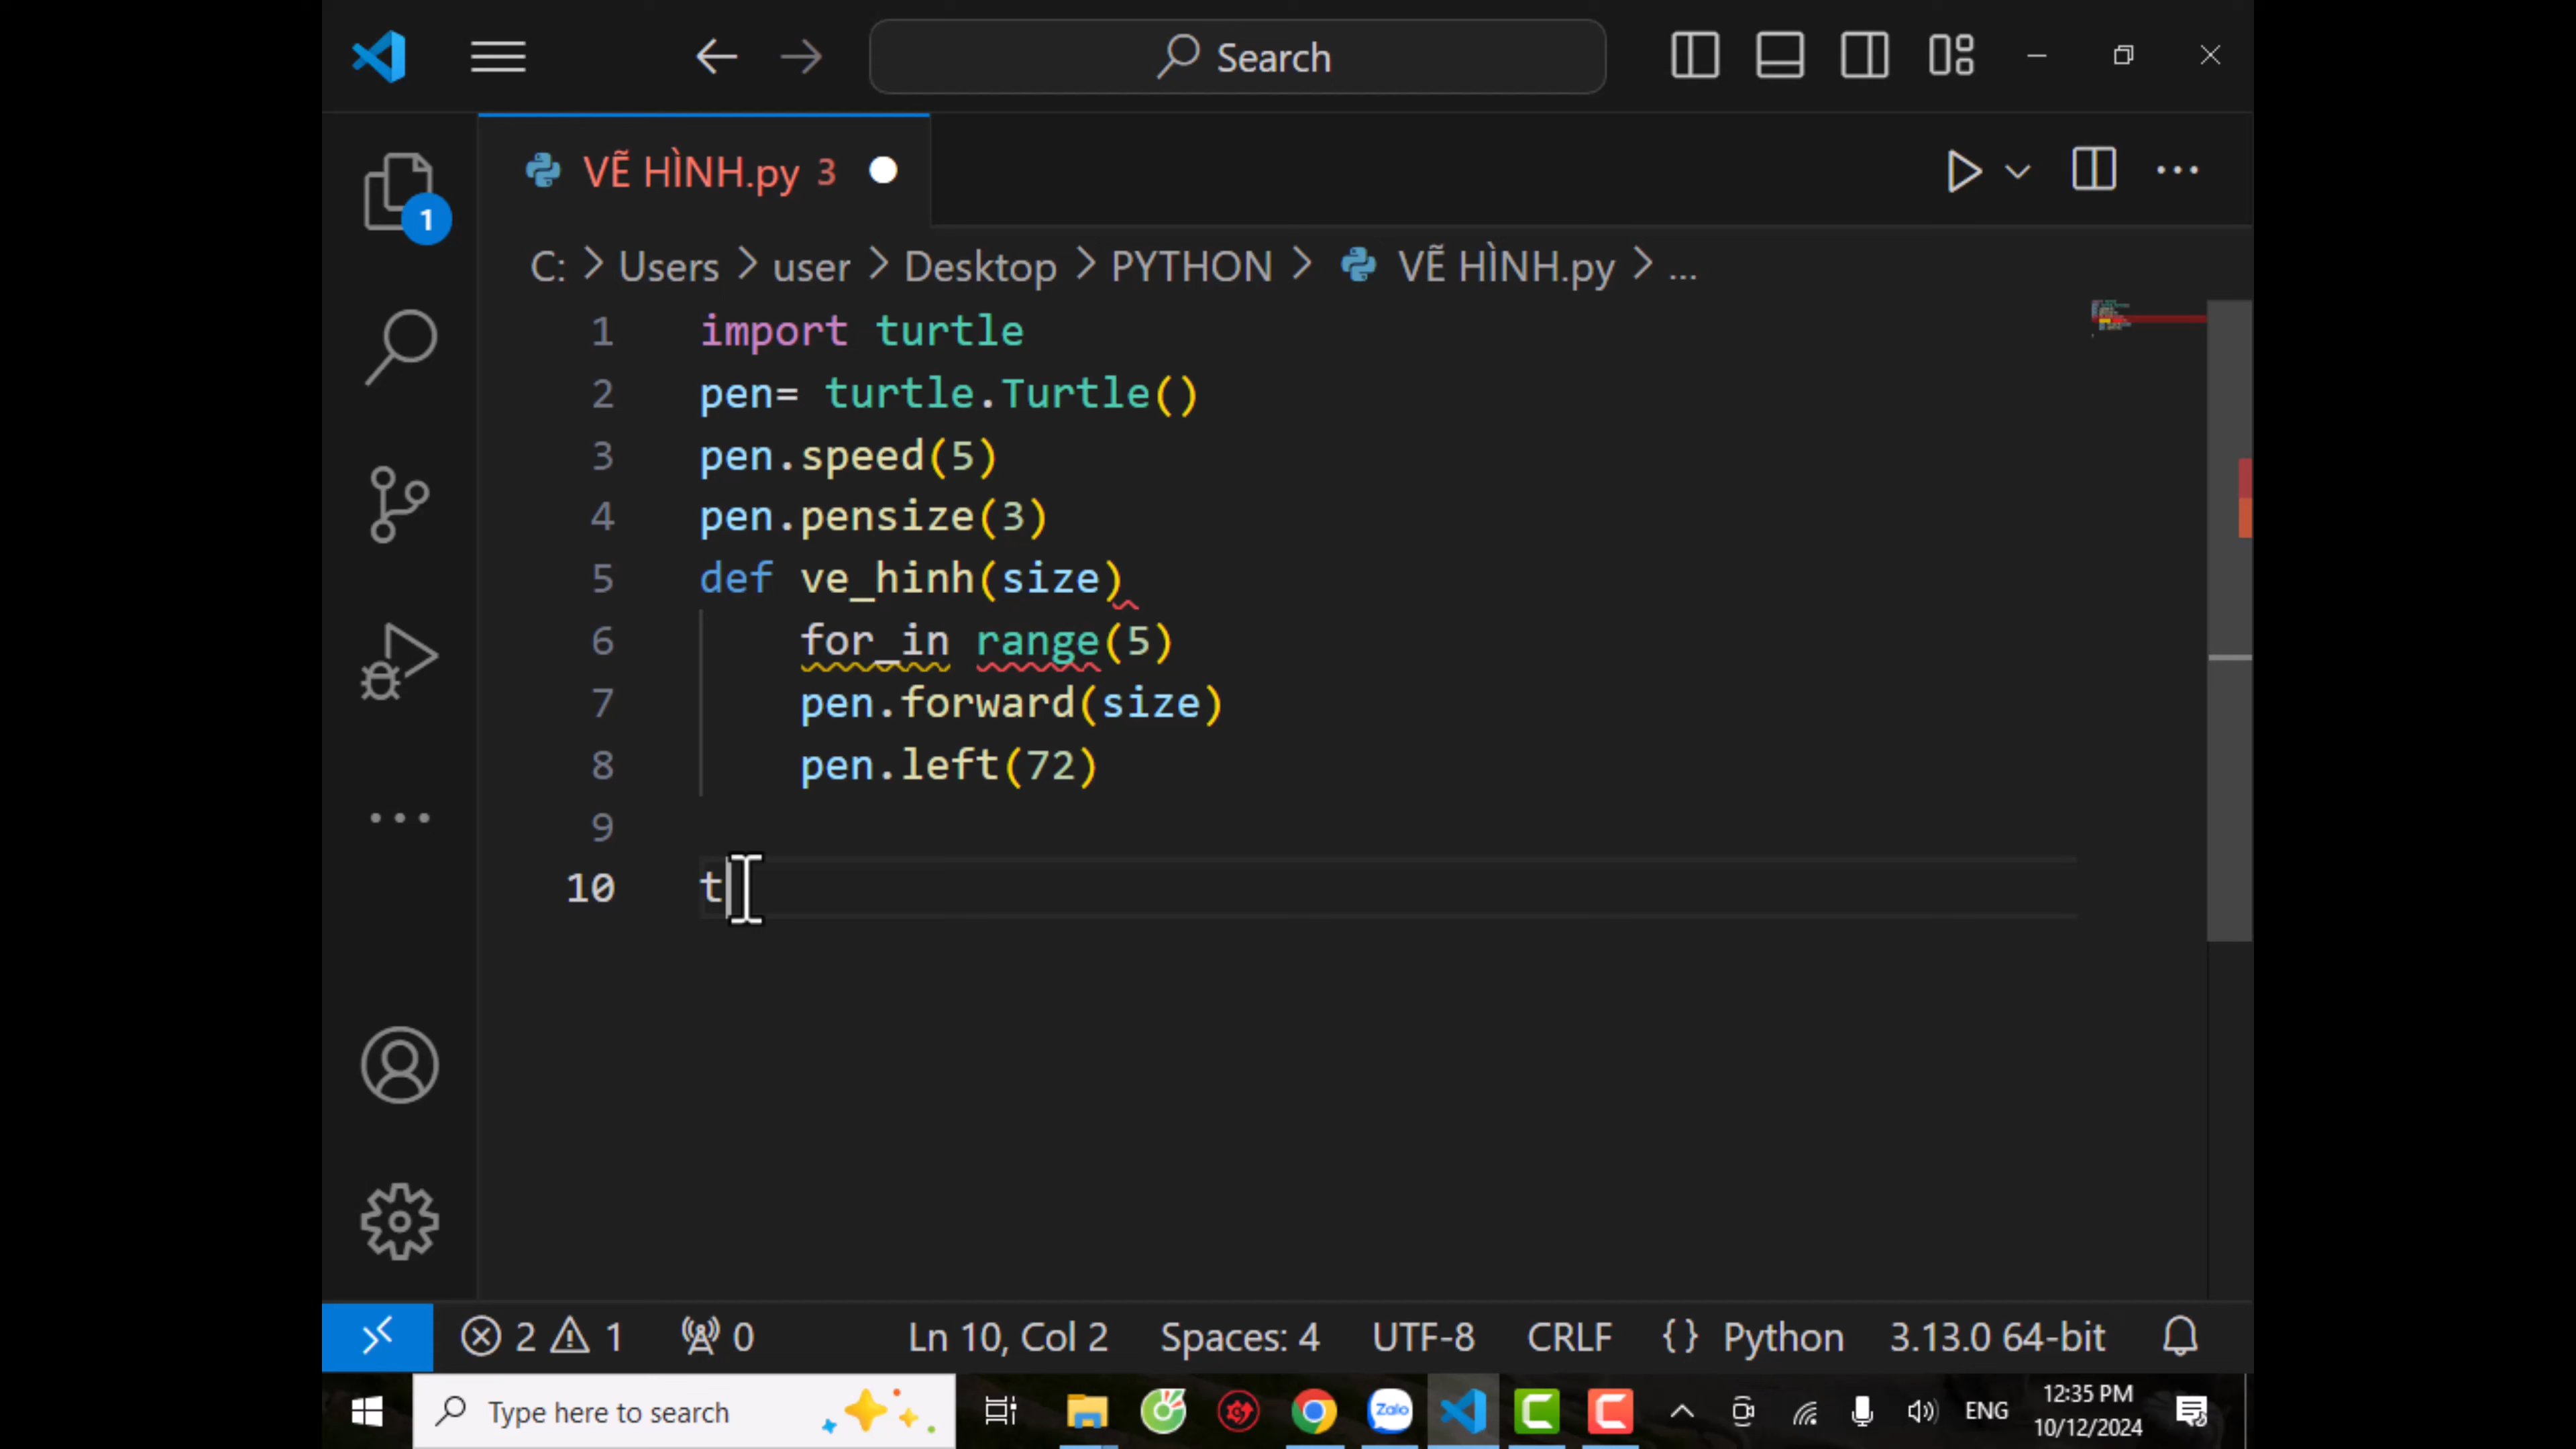 Search
VẼ HÌNH.py 3
1
C: > Users > user > Desktop > PYTHON > VẼ HÌNH.py > ...
1 import turtle
2 pen= turtle.Turtle()
3 pen.speed(5)
4 pen.pensize(3)
5 def ve_hinh(size)
6     for_in range(5)
7     pen.forward(size)
8     pen.left(72)
9
10 t
2 1 0 Ln 10, Col 2 Spaces: 4 UTF-8 CRLF {} Python 3.13.0 64-bit
Type here to search Zalo ENG 12:35 PM
10/12/2024